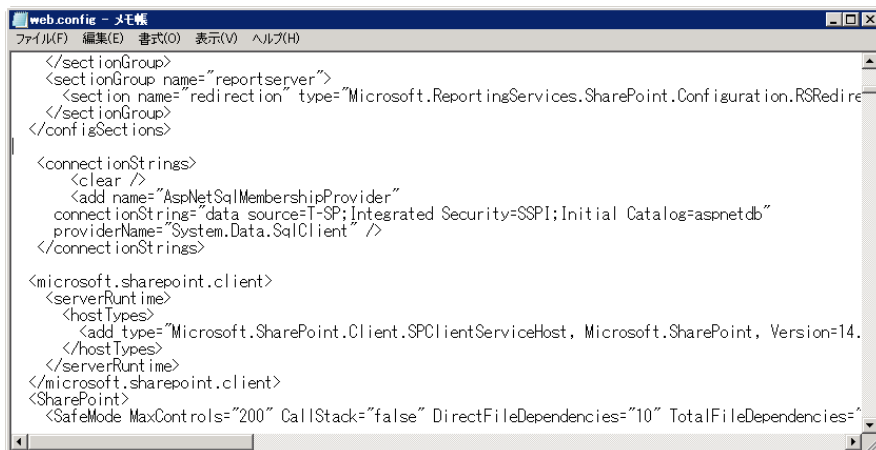 web.config - メモ帳
ファイル(F) 編集(E) 書式(O) 表示(V) ヘルプ(H)
</sectionGroup>
<sectionGroup name="reportserver">
<section name="redirection" type="Microsoft.ReportingServices.SharePoint.Configuration.RSRedire
</sectionGroup>
</configSections>
<connectionStrings>
<clear />
<add name="AspNetSqlMembershipProvider"
connectionString="data source=T-SP;Integrated Security=SSPI;Initial Catalog=aspnetdb"
providerName="System.Data.SqlClient" />
</connectionStrings>
<microsoft.sharepoint.client>
<serverRuntime>
<hostTypes>
<add type="Microsoft.SharePoint.Client.SPClientServiceHost, Microsoft.SharePoint, Version=14.
</hostTypes>
</serverRuntime>
</microsoft.sharepoint.client>
<SharePoint>
<SafeMode MaxControls="200" CallStack="false" DirectFileDependencies="10" TotalFileDependencies="